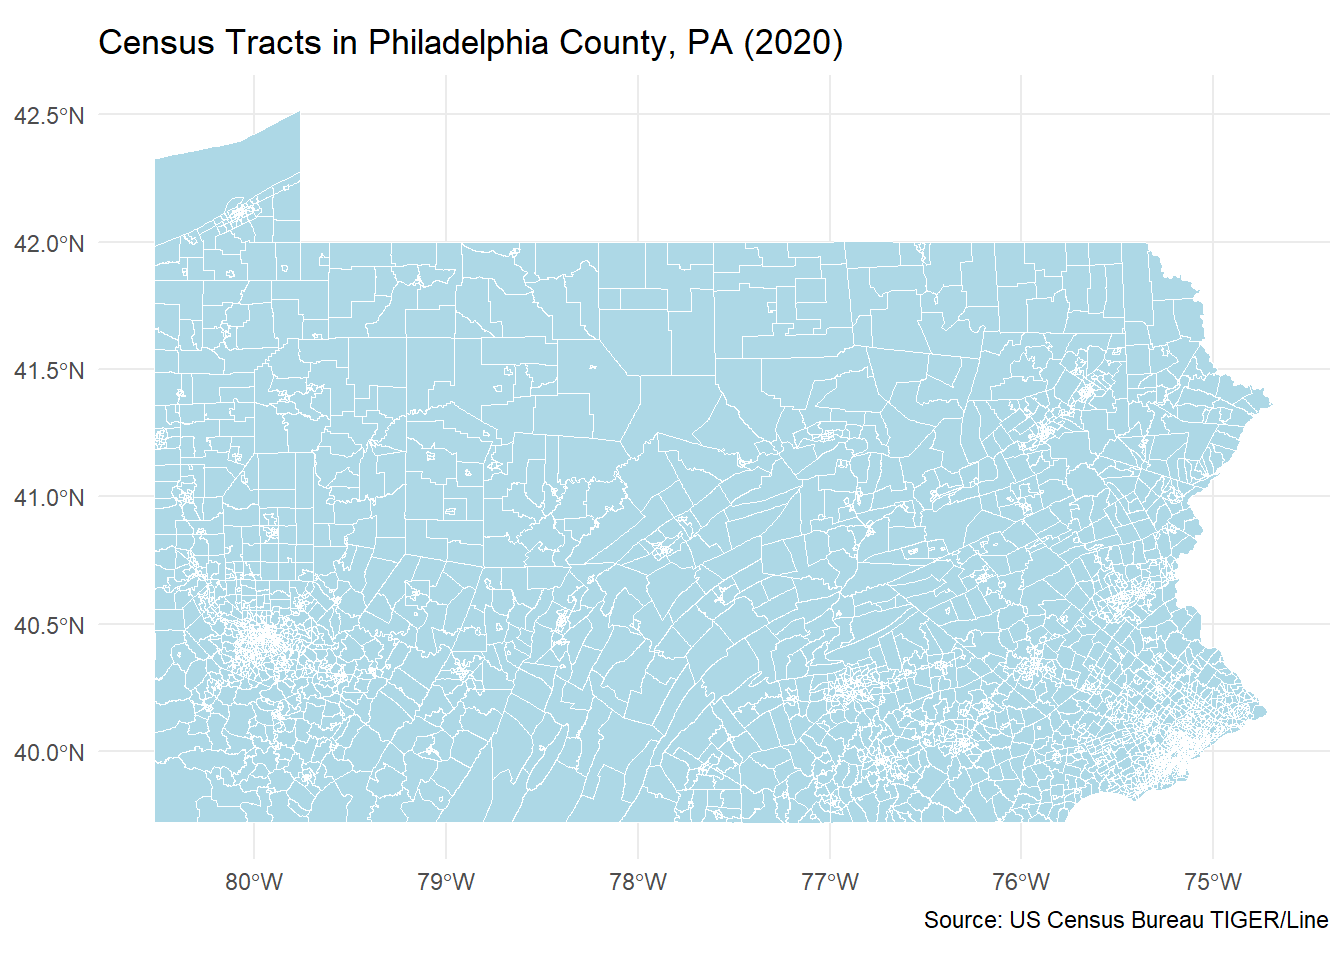 Census Tracts in Philadelphia County, PA (2020)
42.5°N
42.0°N
41.5°N
41.0°N
40.5°N
40.0°N
80°W 79°W 78°W 77°W 76°W 75°W
Source: US Census Bureau TIGER/Line